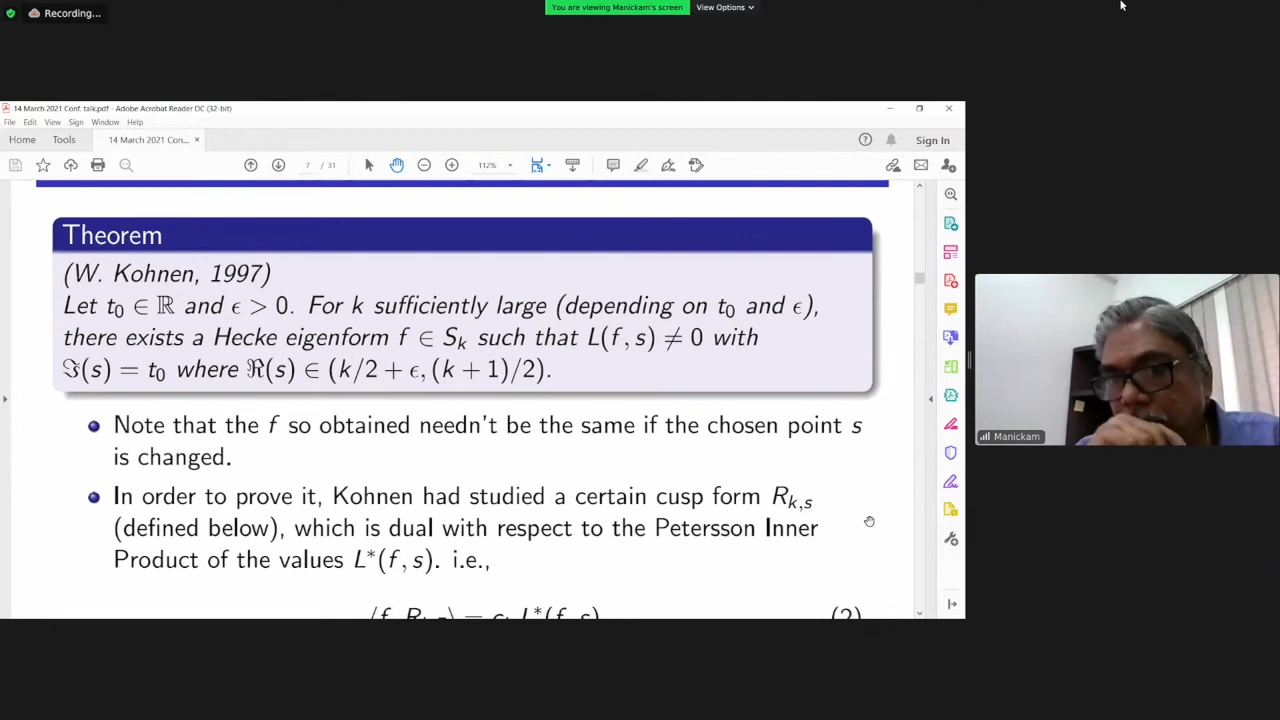 Recording...
You are viewing Manickam's screen
View Options
14 March 2021 Conf. talk.pdf - Adobe Acrobat Reader DC (32-bit)
File Edit View Sign Window Help
Home Tools 14 March 2021 Con... × Sign In
7 / 31 112%
Theorem
(W. Kohnen, 1997)
Let t₀ ∈ ℝ and ϵ > 0. For k sufficiently large (depending on t₀ and ϵ),
there exists a Hecke eigenform f ∈ Sₖ such that L(f, s) ≠ 0 with
ℑ(s) = t₀ where ℜ(s) ∈ (k/2 + ϵ, (k + 1)/2).
Note that the f so obtained needn't be the same if the chosen point s
is changed.
In order to prove it, Kohnen had studied a certain cusp form Rₖ,ₛ
(defined below), which is dual with respect to the Petersson Inner
Product of the values L*(f, s). i.e.,
Manickam